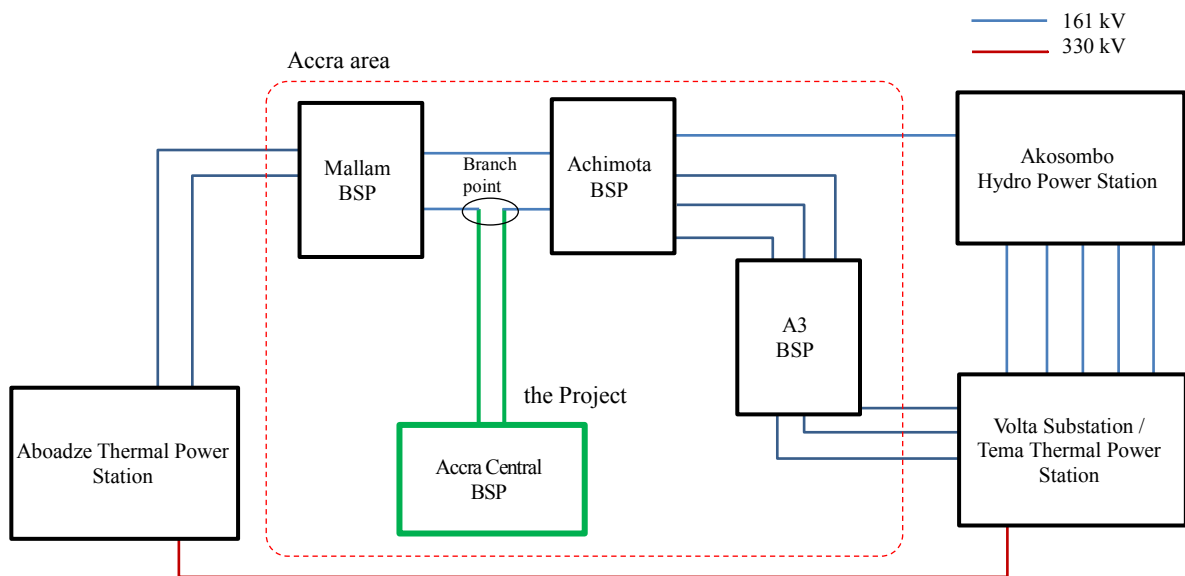 161 kV
330 kV
Accra area
Mallam
BSP
Branch
point
Achimota
BSP
Akosombo
Hydro Power Station
A3
BSP
the Project
Aboadze Thermal Power
Station
Accra Central
BSP
Volta Substation /
Tema Thermal Power
Station